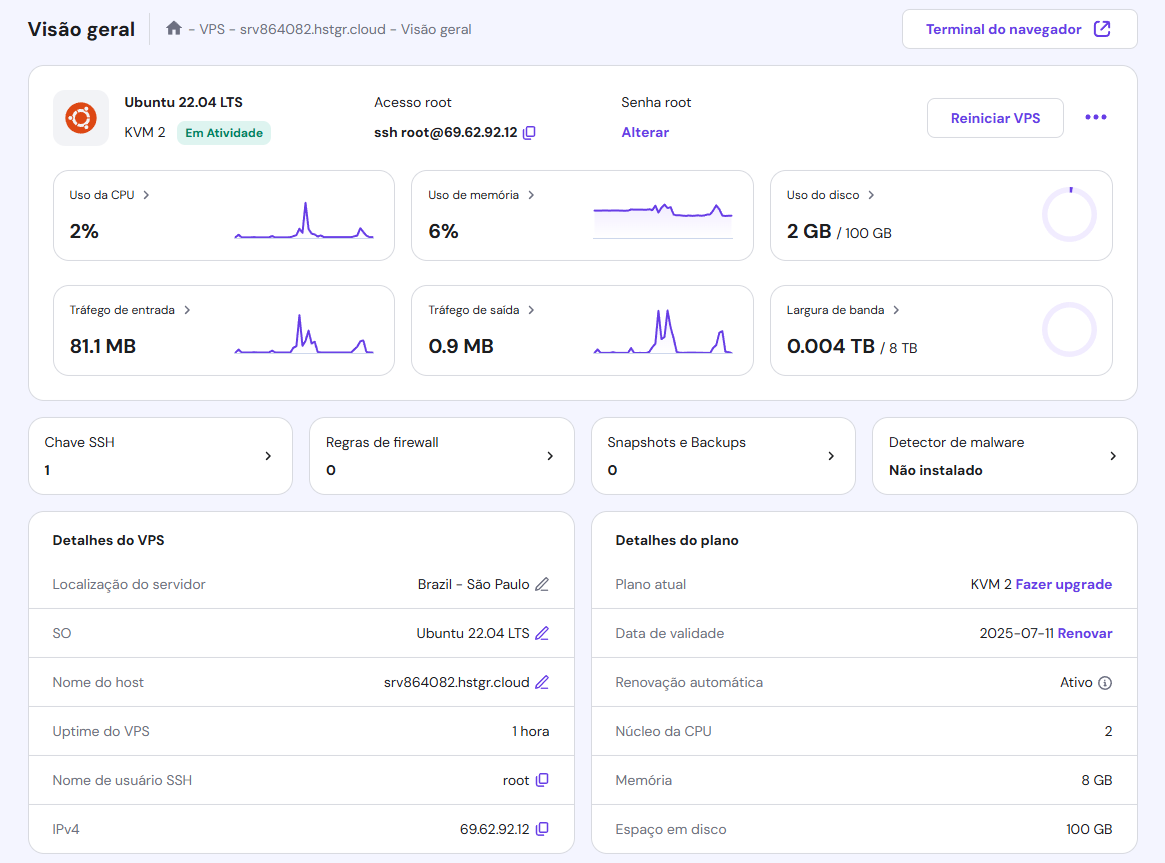 Visão geral
– VPS – srv864082.hstgr.cloud – Visão geral
Terminal do navegador
Ubuntu 22.04 LTS
KVM 2 Em Atividade
Acesso root
ssh root@69.62.92.12
Senha root
Alterar
Reiniciar VPS
Uso da CPU
2%
Uso de memória
6%
Uso do disco
2 GB / 100 GB
Tráfego de entrada
81.1 MB
Tráfego de saída
0.9 MB
Largura de banda
0.004 TB / 8 TB
Chave SSH
1
Regras de firewall
0
Snapshots e Backups
0
Detector de malware
Não instalado
Detalhes do VPS
Localização do servidor Brazil - São Paulo
SO Ubuntu 22.04 LTS
Nome do host srv864082.hstgr.cloud
Uptime do VPS 1 hora
Nome de usuário SSH root
IPv4 69.62.92.12
Detalhes do plano
Plano atual KVM 2 Fazer upgrade
Data de validade 2025-07-11 Renovar
Renovação automática Ativo
Núcleo da CPU 2
Memória 8 GB
Espaço em disco 100 GB